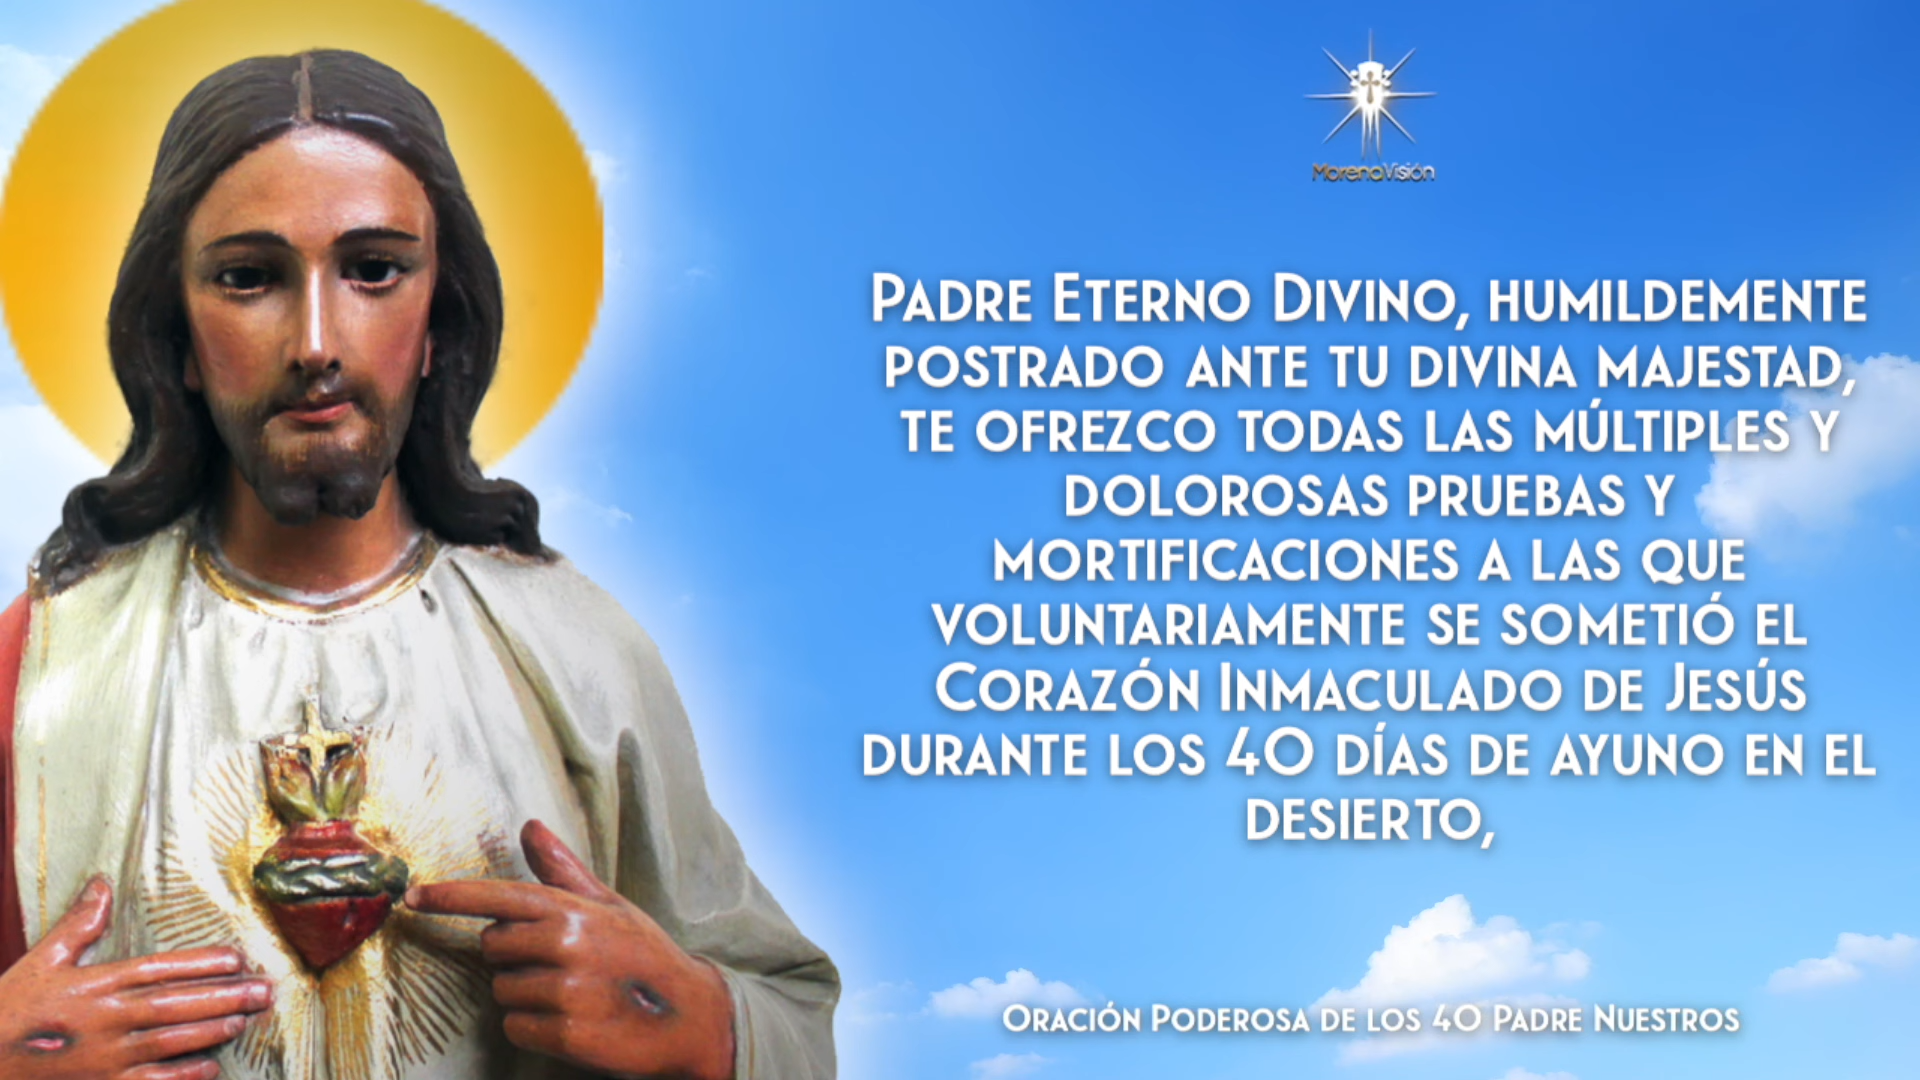 MorenaVisión
Padre Eterno Divino, humildemente
postrado ante tu divina majestad,
te ofrezco todas las múltiples y
dolorosas pruebas y
mortificaciones a las que
voluntariamente se sometió el
Corazón Inmaculado de Jesús
durante los 40 días de ayuno en el
desierto,
Oración Poderosa de los 40 Padre Nuestros